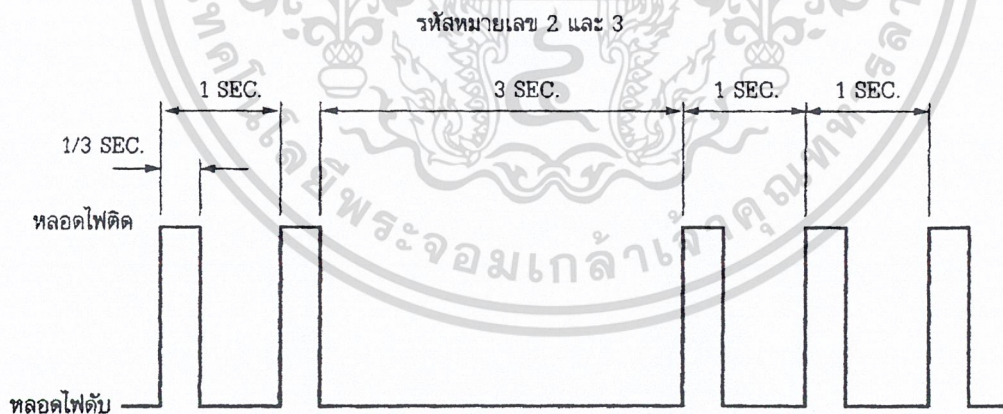 รหัสหมายเลข 2 และ 3
1 SEC. 3 SEC. 1 SEC. 1 SEC.
1/3 SEC.
หลอดไฟติด
หลอดไฟดับ